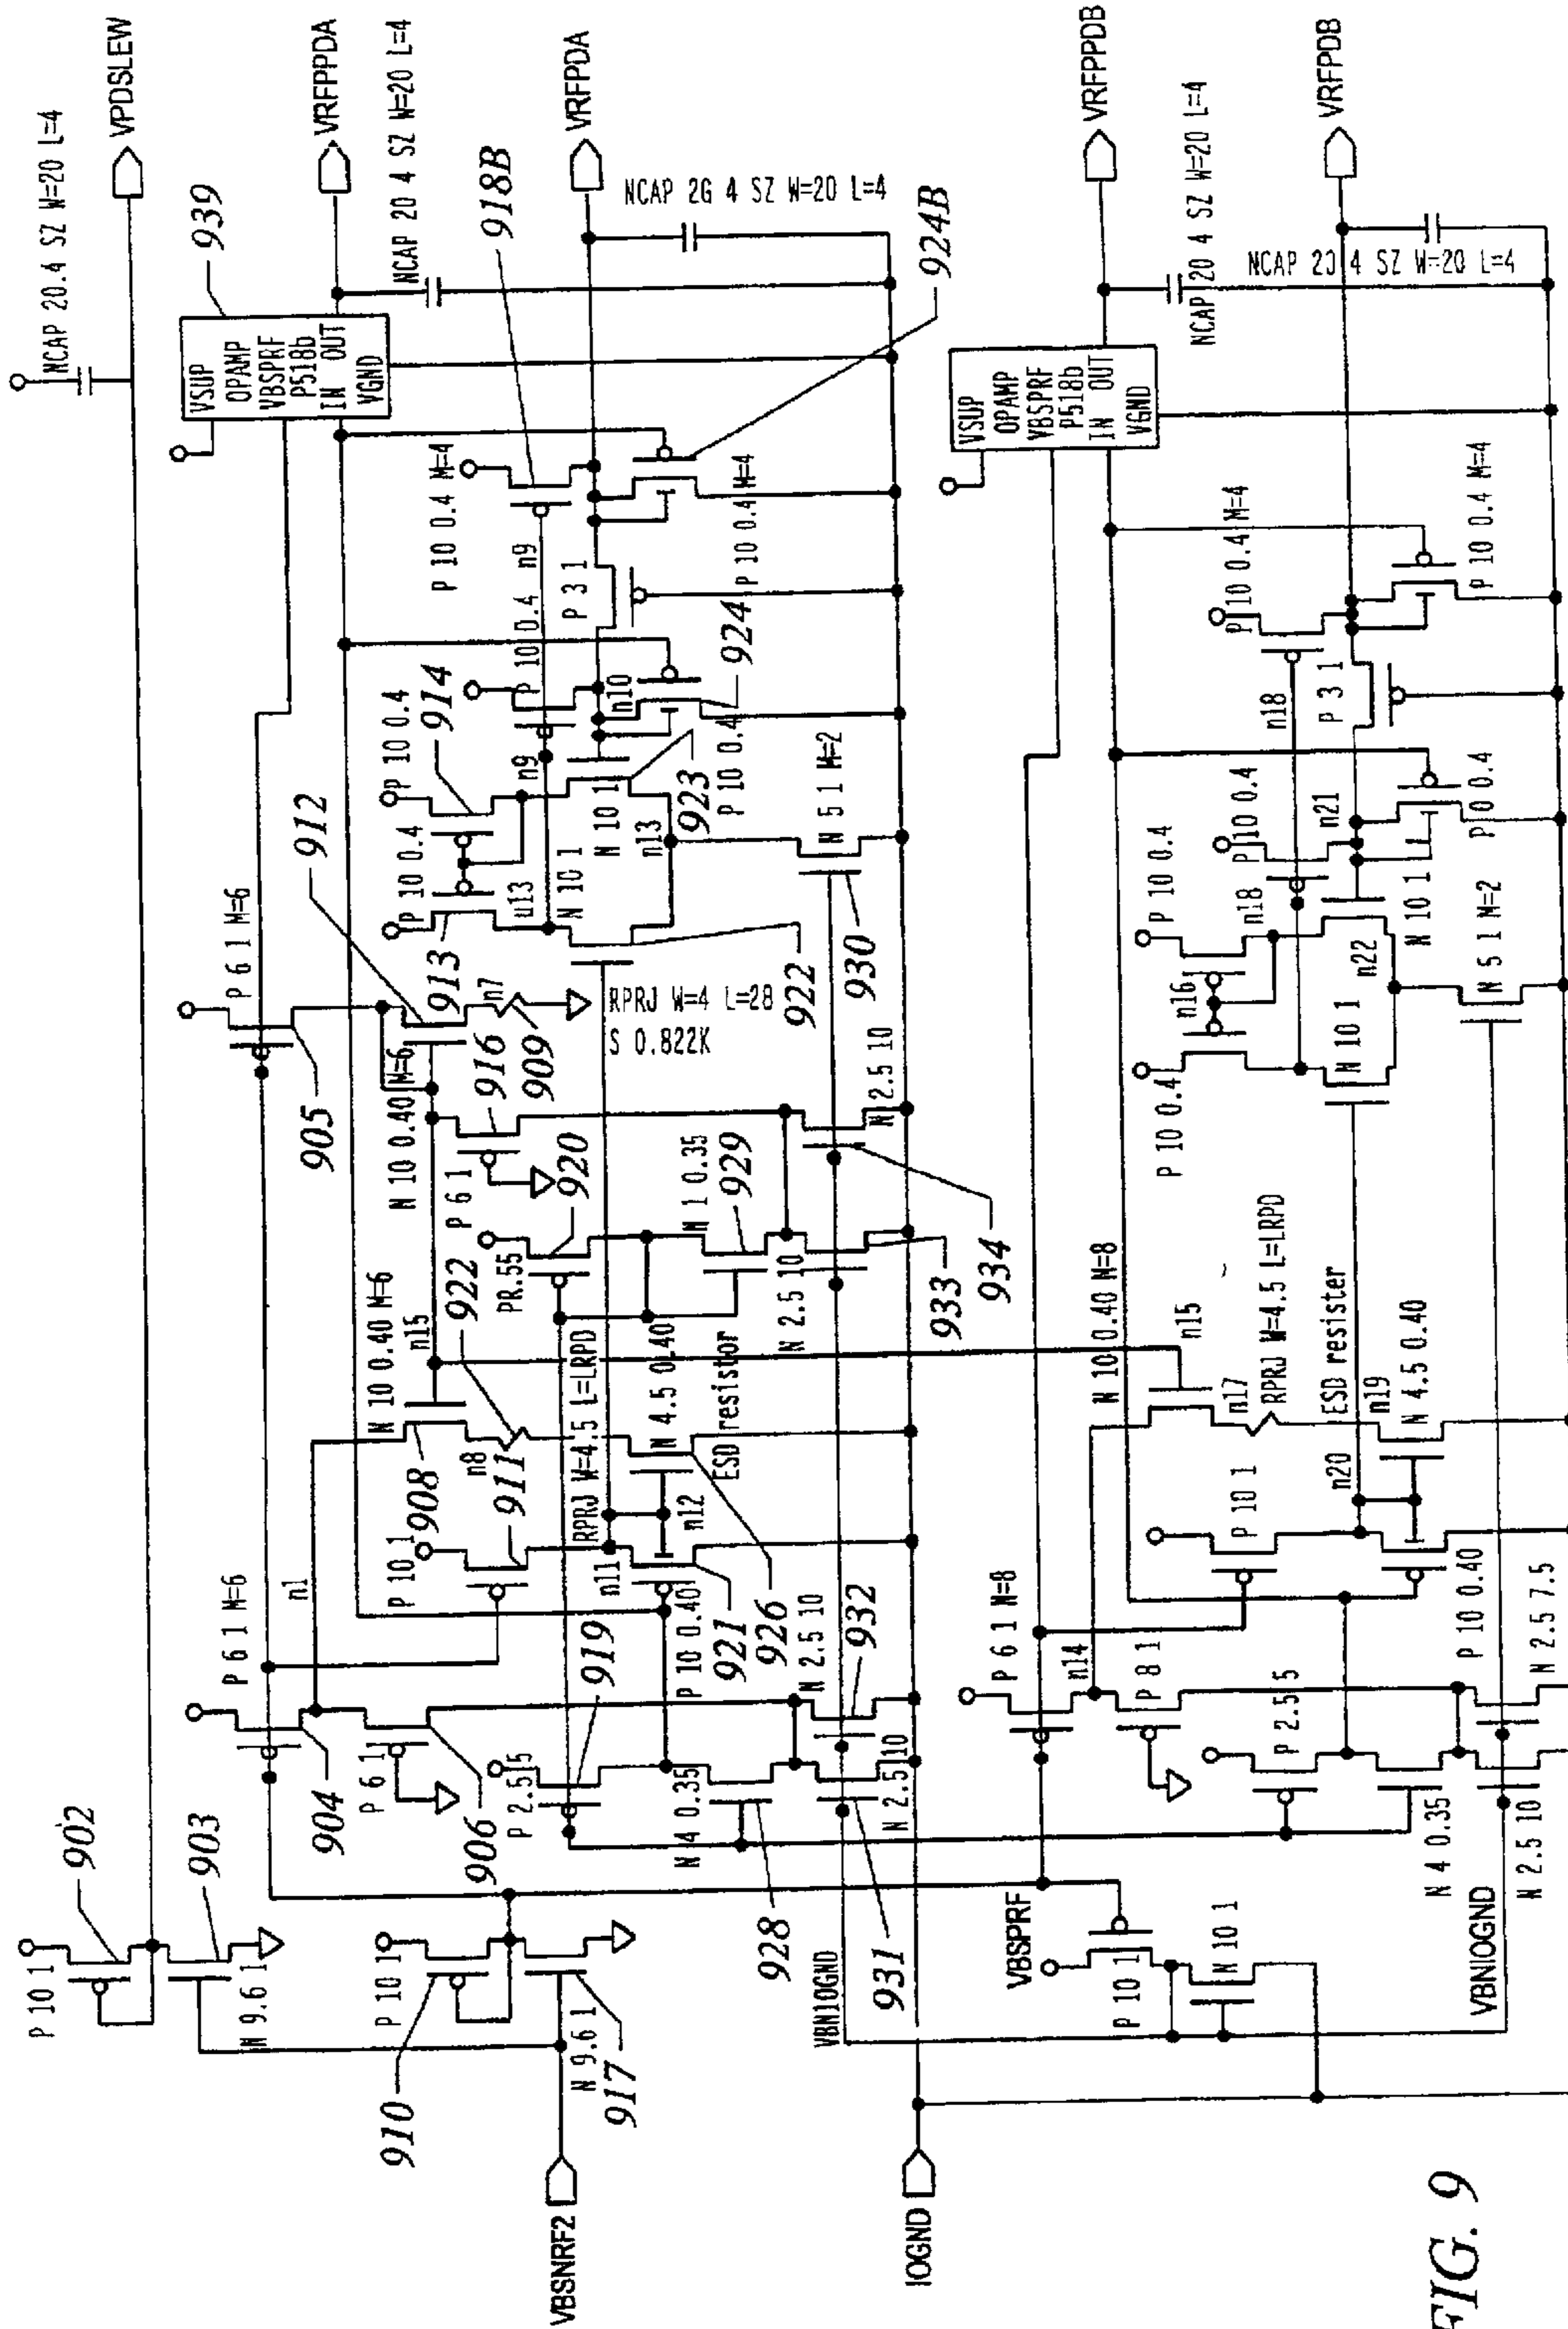 NCAP 20.4 SZ W=20 L=4
VPDSLEW
P 10 1
902
903
N 9.6 1
939
VSUP
OPAMP
VBSPRF
P518b
IN OUT
VGND
VRFPPDA
NCAP 20 4 SZ W=20 L=4
918B
VRFPDA
NCAP 2G 4 SZ W=20 L=4
924B
P 6 1 M=6
904
n1
P 6 1
906
P 6 1 M=6
905
912
P 10 0.4
914
P 10 0.4
913
u13
n9
P 10 0.4
n9
P 10 0.4 M=4
P 10 0.4 M=4
P 3 1
n10
924
P 10 0.4
923
N 10 1
n13
N 10 1
922
N 5 1 M=2
930
n7
909
916
N 10 0.40 M=6
P 6 1
920
RPRJ W=4 L=28
S 0.822K
N 10 0.40 M=6
n15
922
908
n8
911
P 10 1
n11
RPRJ W=4.5 L=LRPD
N 4.5 0.40
ESD resistor
n12
926
921
P 10 0.40
919
P 2.5 5
PR.55
N 1 0.35
929
N 2.5 10
N 2.5 10
933
934
N 2.5 10
932
N 2.5 10
N 4 0.35
928
931
P 10 1
910
N 9.6 1
917
VBSNRF2
VBN10GND
IOGND
VBSPRF
P 10 1
N 10 1
VBNIOGND
P 6 1 M=8
n14
P 8 1
P 2.5 5
N 4 0.35
N 2.5 10
N 2.5 7.5
P 10 1
P 10 0.40
n20
N 10 0.40 M=8
n15
n17
RPRJ W=4.5 L=LRPD
ESD resister
n19
N 4.5 0.40
P 10 0.4
P 10 0.4
n16
n18
N 10 1
n22
N 10 1
N 5 1 M=2
P 10 0.4
n21
P 10 0.4
P 3 1
n18
P 10 0.4 M=4
P 10 0.4 M=4
VSUP
OPAMP
VBSPRF
P518b
IN OUT
VGND
VRFPPDB
NCAP 20 4 SZ W=20 L=4
VRFPDB
NCAP 20 4 SZ W=20 L=4
FIG. 9